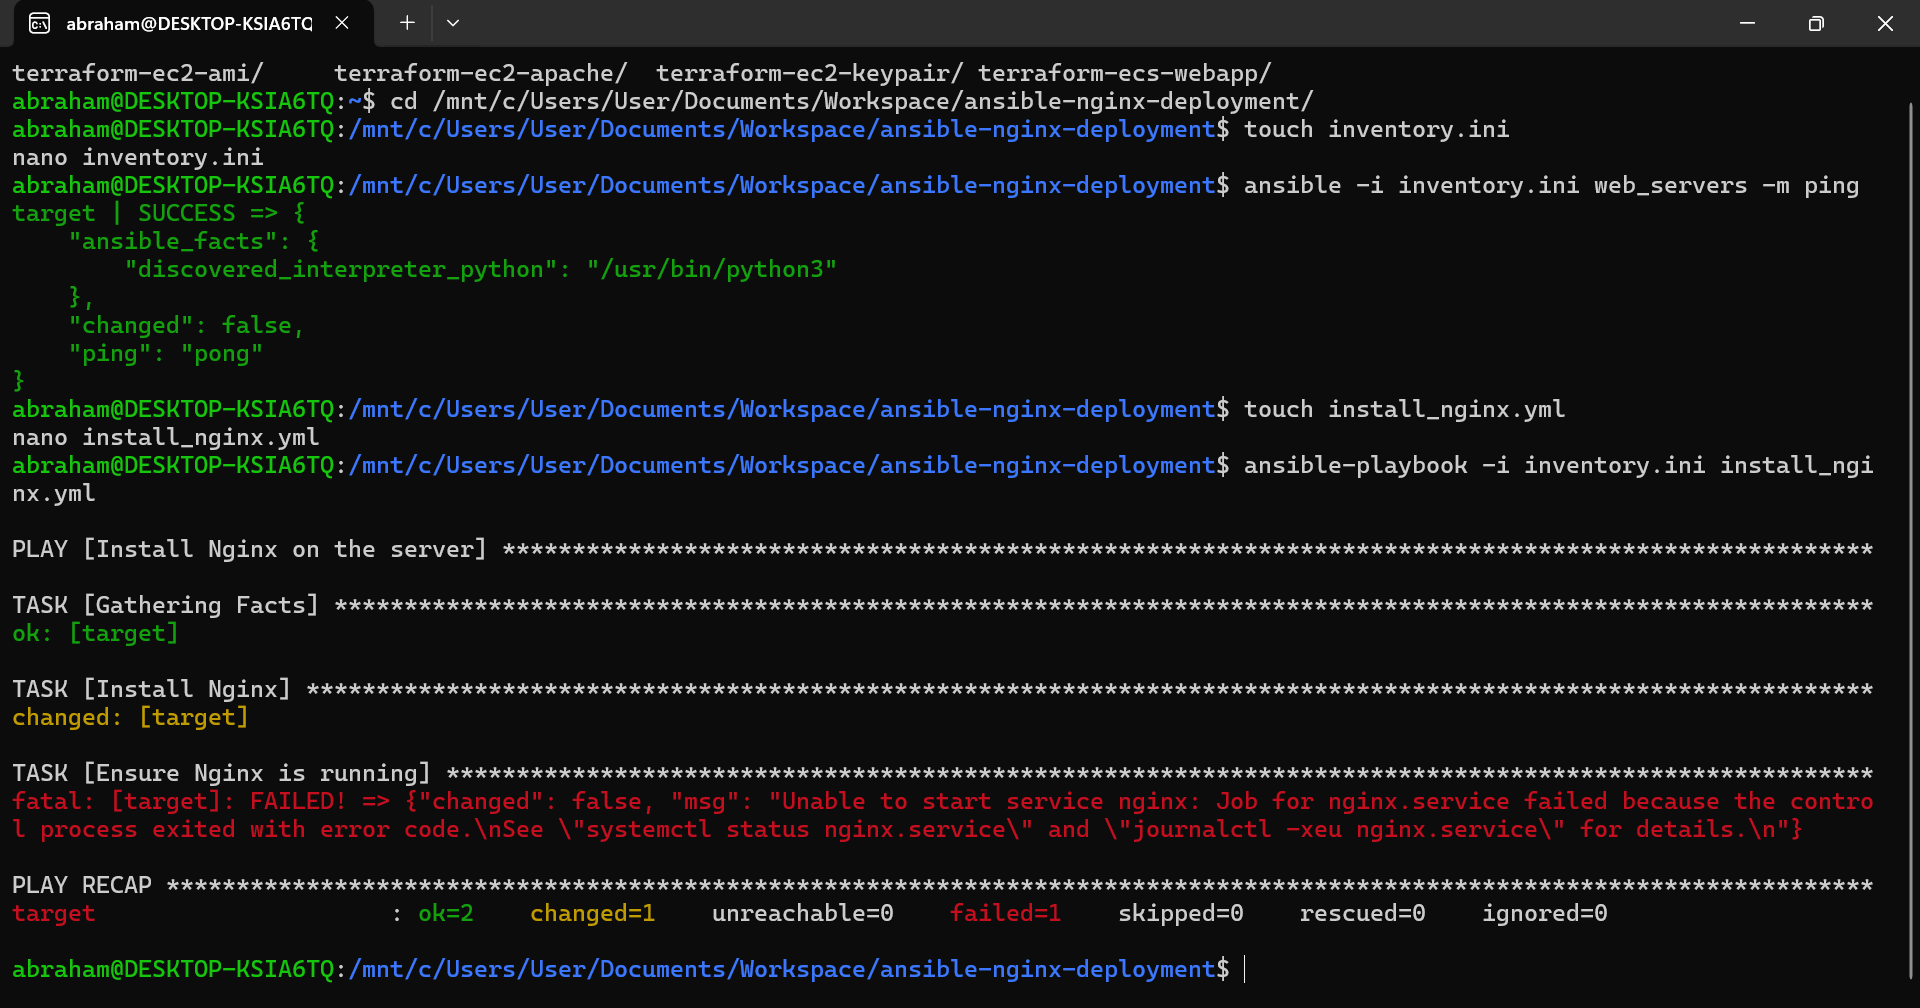 abraham@DESKTOP-KSIA6TQ
terraform-ec2-ami/     terraform-ec2-apache/  terraform-ec2-keypair/ terraform-ecs-webapp/
abraham@DESKTOP-KSIA6TQ:~$ cd /mnt/c/Users/User/Documents/Workspace/ansible-nginx-deployment/
abraham@DESKTOP-KSIA6TQ:/mnt/c/Users/User/Documents/Workspace/ansible-nginx-deployment$ touch inventory.ini
nano inventory.ini
abraham@DESKTOP-KSIA6TQ:/mnt/c/Users/User/Documents/Workspace/ansible-nginx-deployment$ ansible -i inventory.ini web_servers -m ping
target | SUCCESS => {
    "ansible_facts": {
        "discovered_interpreter_python": "/usr/bin/python3"
    },
    "changed": false,
    "ping": "pong"
}
abraham@DESKTOP-KSIA6TQ:/mnt/c/Users/User/Documents/Workspace/ansible-nginx-deployment$ touch install_nginx.yml
nano install_nginx.yml
abraham@DESKTOP-KSIA6TQ:/mnt/c/Users/User/Documents/Workspace/ansible-nginx-deployment$ ansible-playbook -i inventory.ini install_ngi
nx.yml
PLAY [Install Nginx on the server] **************************************************************************************************
TASK [Gathering Facts] **************************************************************************************************************
ok: [target]
TASK [Install Nginx] ****************************************************************************************************************
changed: [target]
TASK [Ensure Nginx is running] ******************************************************************************************************
fatal: [target]: FAILED! => {"changed": false, "msg": "Unable to start service nginx: Job for nginx.service failed because the contro
l process exited with error code.\nSee \"systemctl status nginx.service\" and \"journalctl -xeu nginx.service\" for details.\n"}
PLAY RECAP **************************************************************************************************************************
target                     : ok=2    changed=1    unreachable=0    failed=1    skipped=0    rescued=0    ignored=0
abraham@DESKTOP-KSIA6TQ:/mnt/c/Users/User/Documents/Workspace/ansible-nginx-deployment$